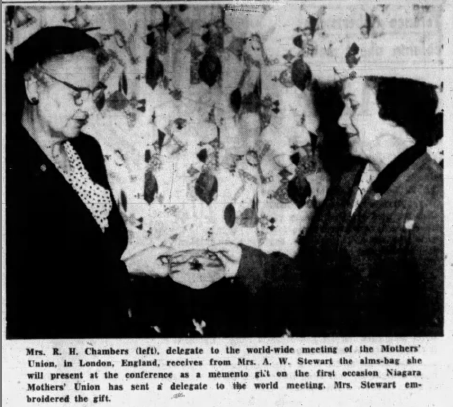 Mrs. R. H. Chambers (left), delegate to the world-wide meeting of the Mothers'
Union, in London, England, receives from Mrs. A. W. Stewart the alms-bag she
will present at the conference as a memento gift on the first occasion Niagara
Mothers' Union has sent a delegate to the world meeting. Mrs. Stewart em-
broidered the gift.